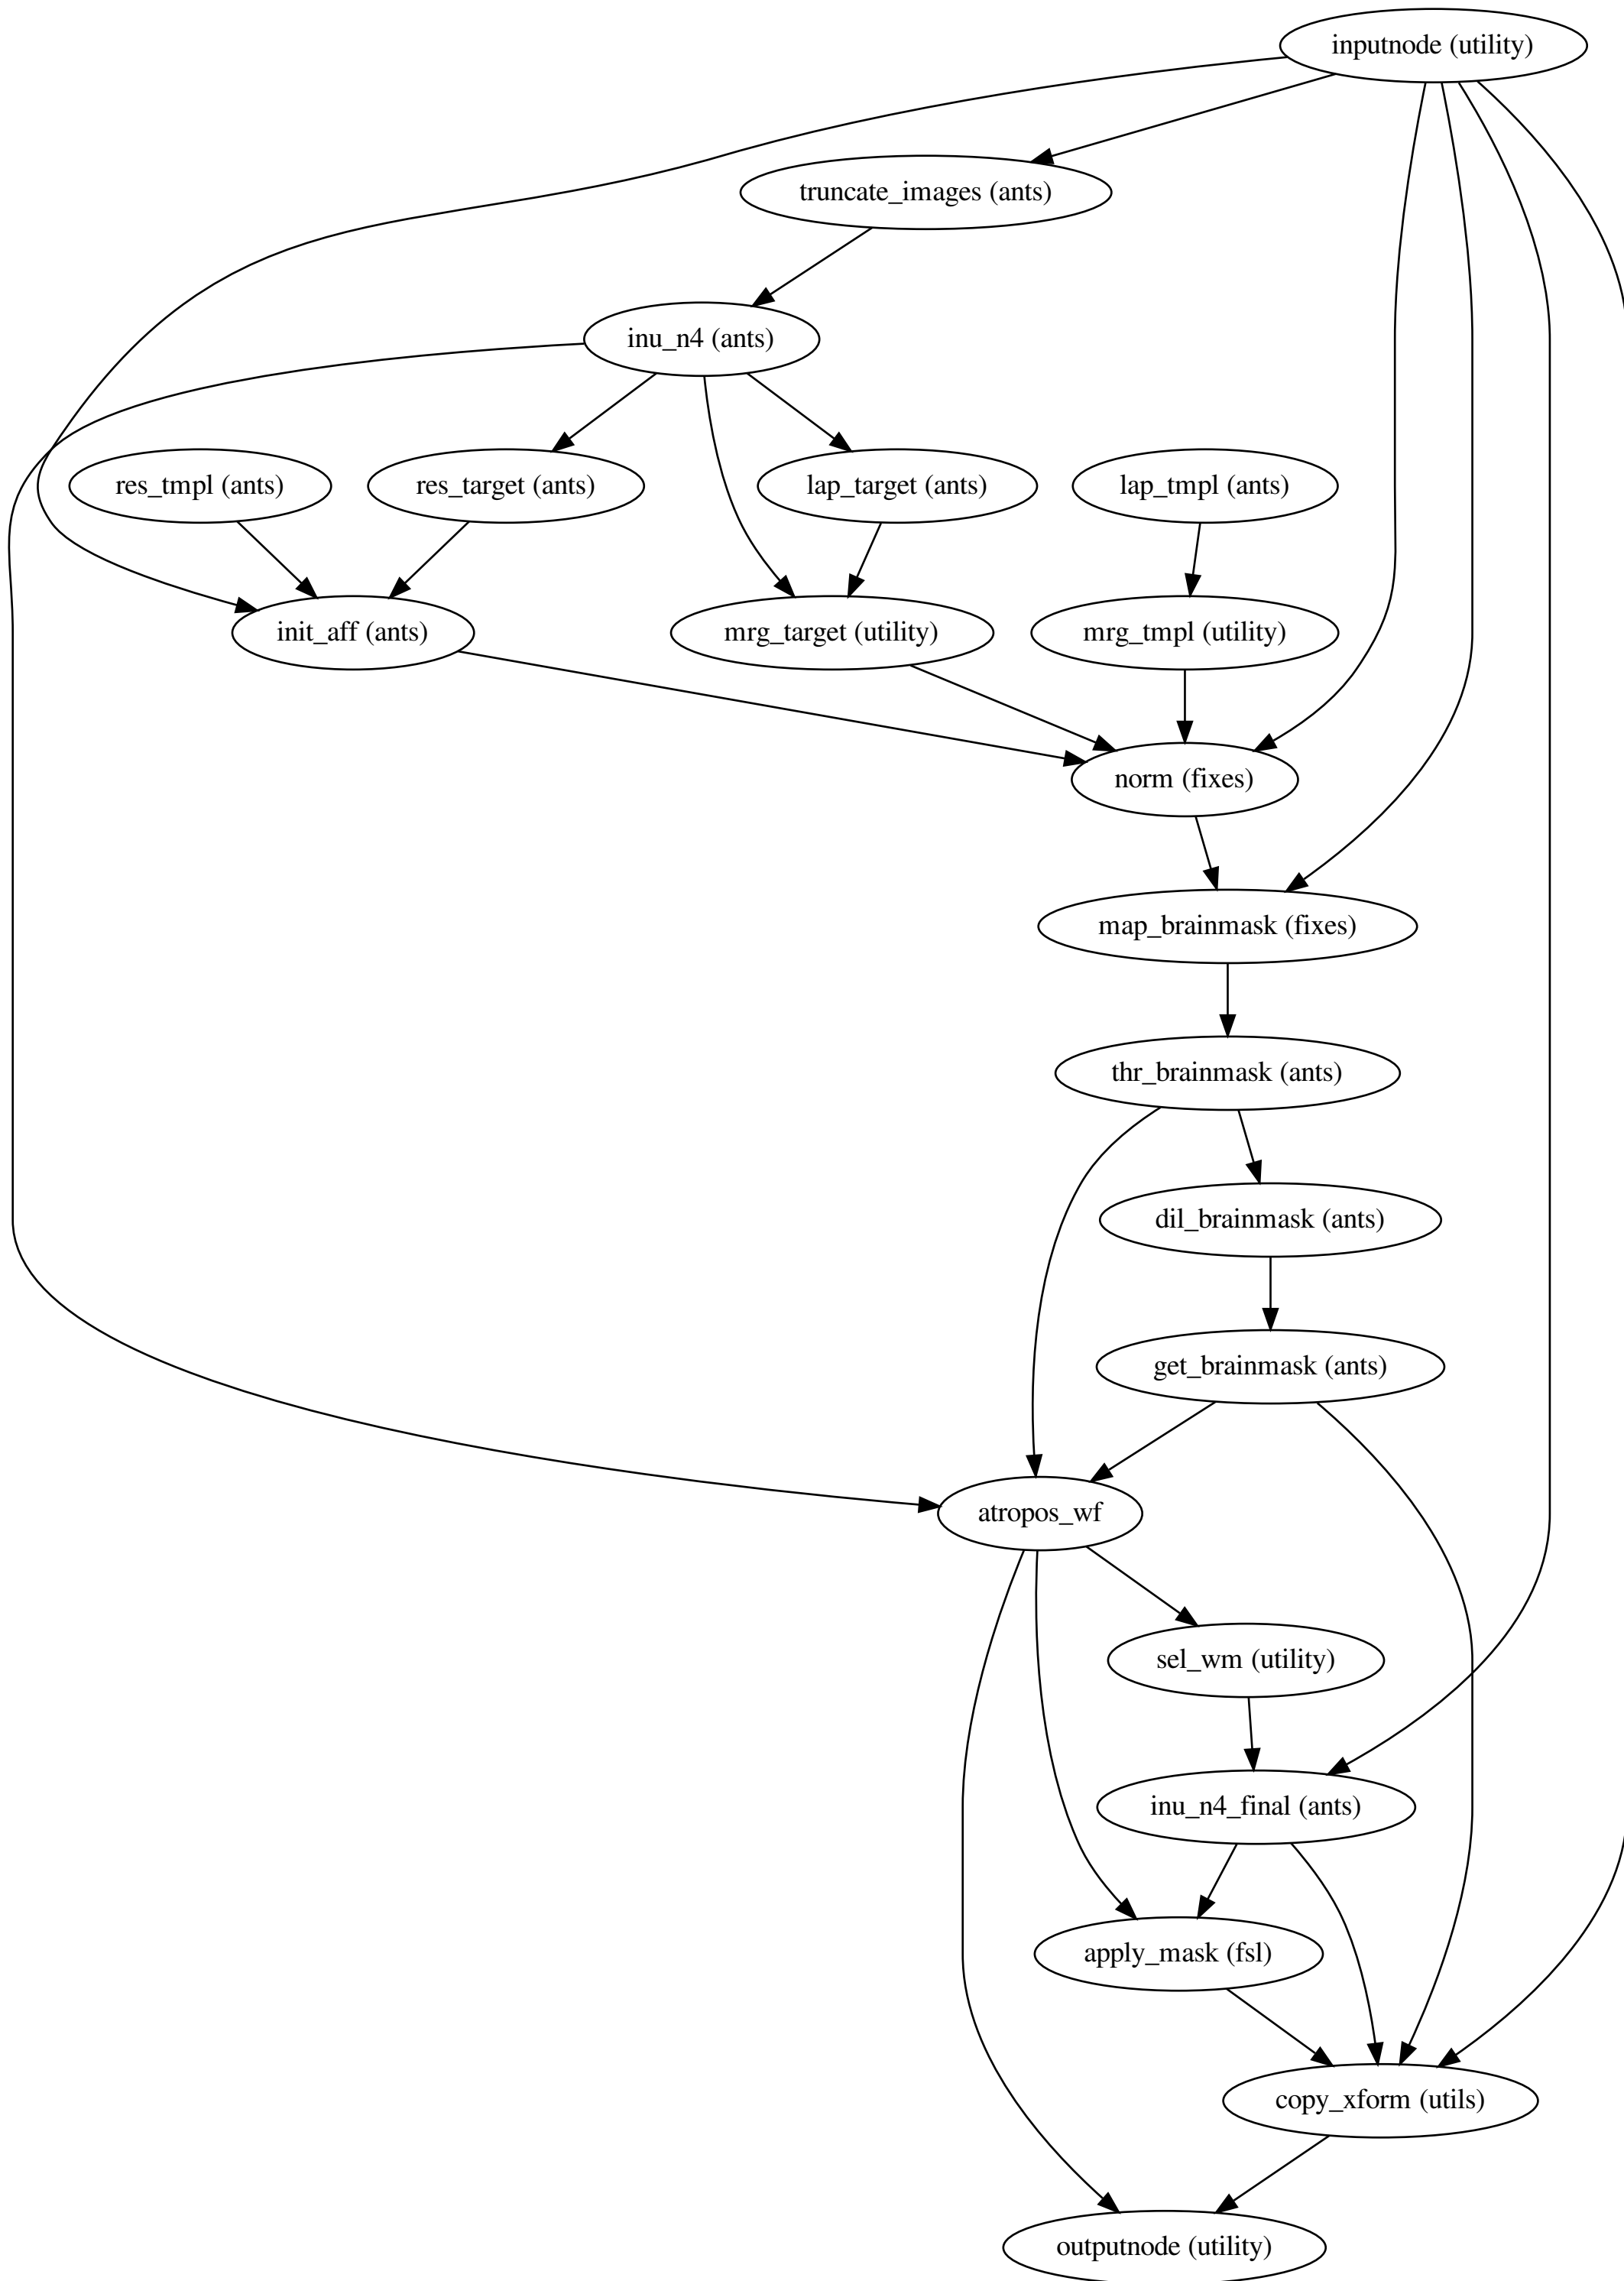 inputnode (utility)
truncate_images (ants)
inu_n4 (ants)
res_tmpl (ants)
res_target (ants)
lap_target (ants)
lap_tmpl (ants)
init_aff (ants)
mrg_target (utility)
mrg_tmpl (utility)
norm (fixes)
map_brainmask (fixes)
thr_brainmask (ants)
dil_brainmask (ants)
get_brainmask (ants)
atropos_wf
sel_wm (utility)
inu_n4_final (ants)
apply_mask (fsl)
copy_xform (utils)
outputnode (utility)